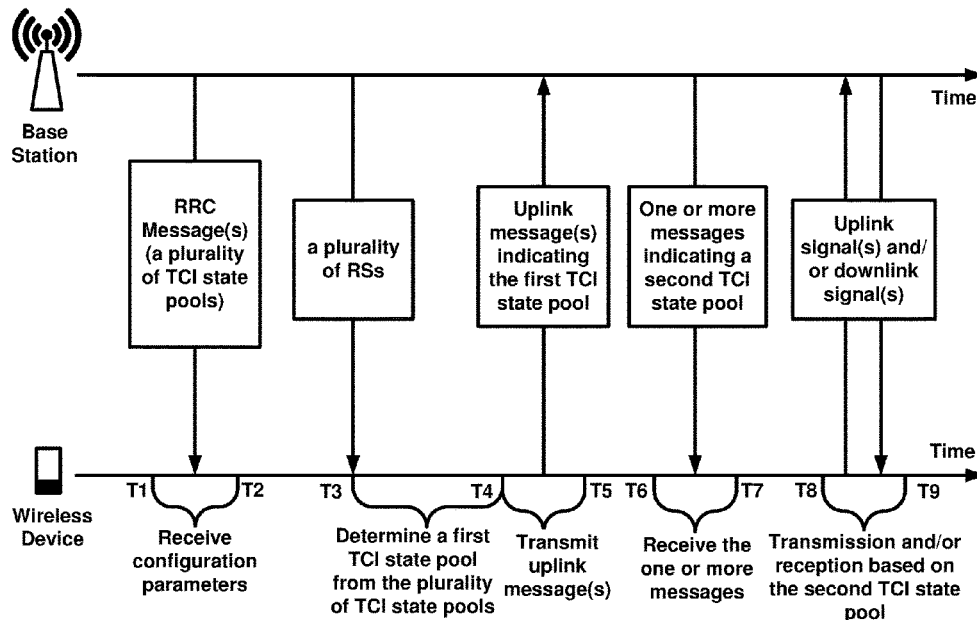 Time
Base
Station
RRC
Message(s)
(a plurality
of TCI state
pools)
a plurality
of RSs
Uplink
message(s)
indicating
the first TCI
state pool
One or more
messages
indicating a
second TCI
state pool
Uplink
signal(s) and/
or downlink
signal(s)
Time
Wireless
Device
T1 T2 T3 T4 T5 T6 T7 T8 T9
Receive
configuration
parameters
Determine a first
TCI state pool
from the plurality
of TCI state pools
Transmit
uplink
message(s)
Receive the
one or more
messages
Transmission and/or
reception based on
the second TCI state
pool